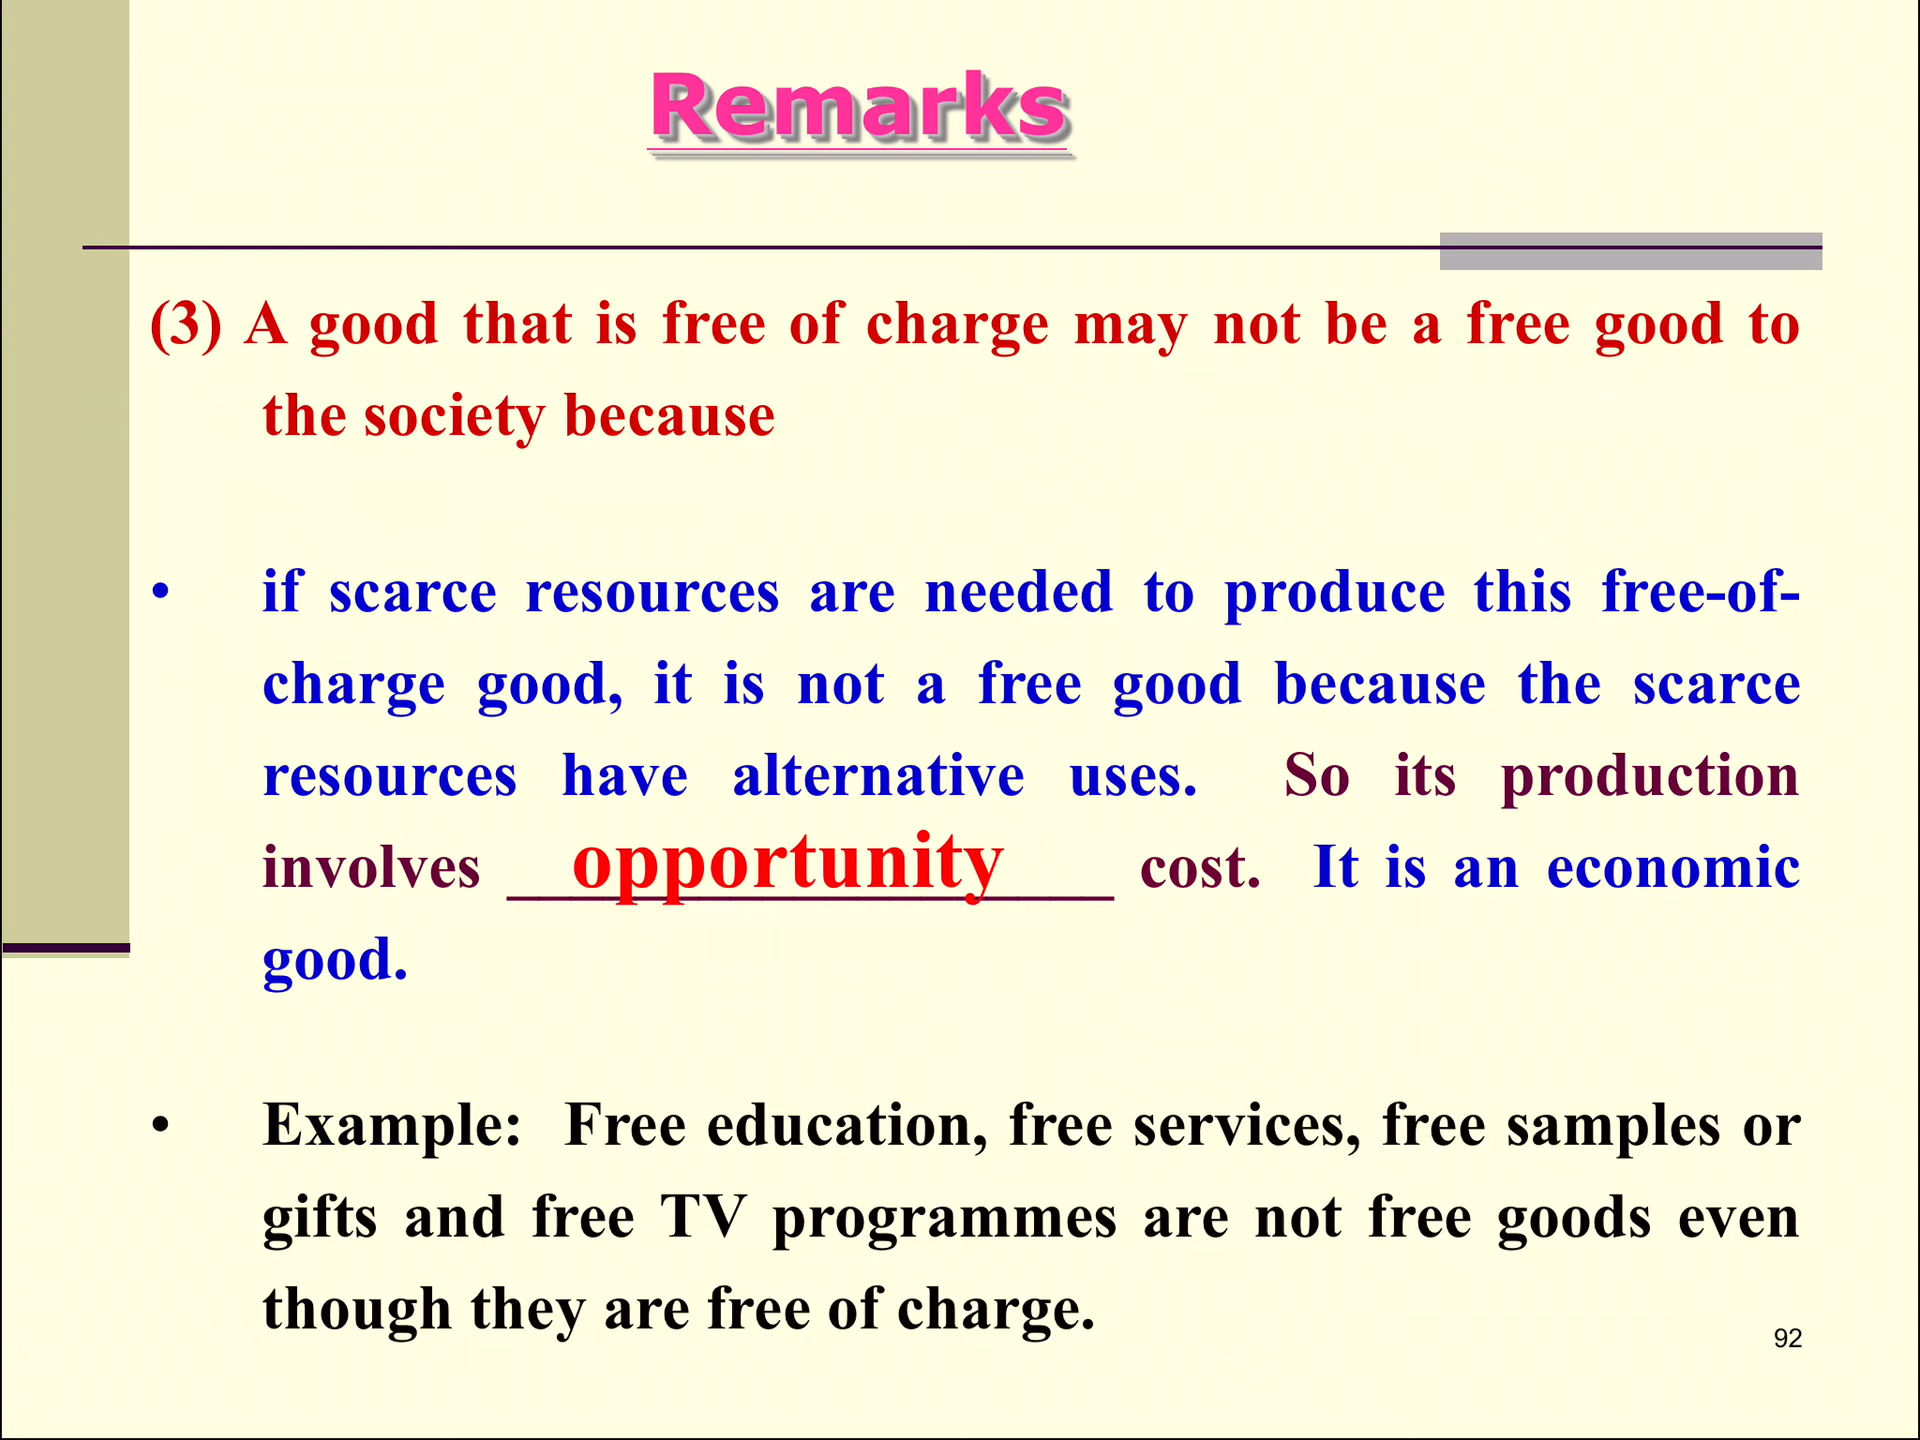 Remarks
(3) A good that is free of charge may not be a free good to
the society because
• if scarce resources are needed to produce this free-of-
charge good, it is not a free good because the scarce
resources have alternative uses. So its production
involves opportunity cost. It is an economic
good.
• Example: Free education, free services, free samples or
gifts and free TV programmes are not free goods even
though they are free of charge.
92